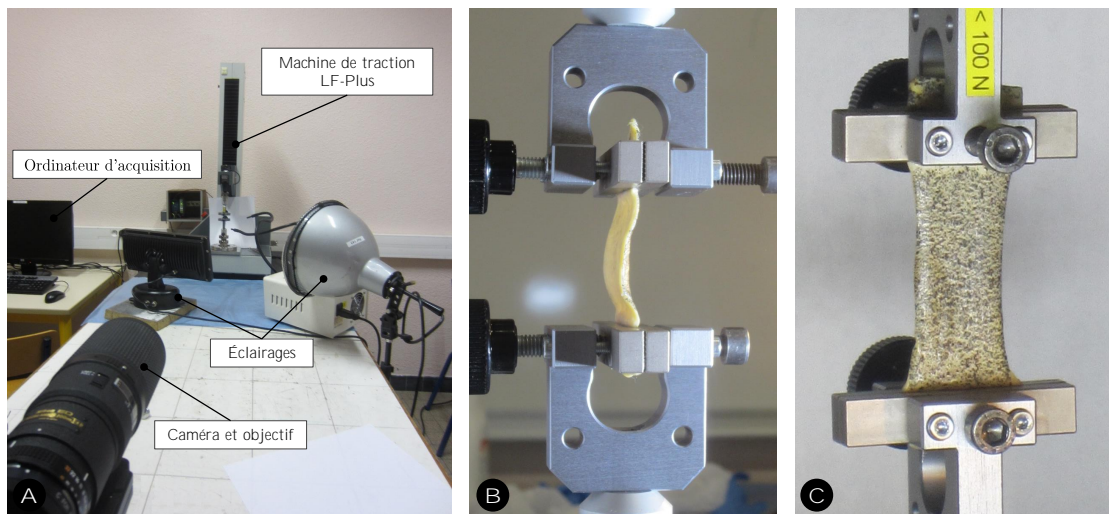 Machine de traction
LF-Plus
Ordinateur d'acquisition
Éclairages
Caméra et objectif
A
B
< 100 N
C